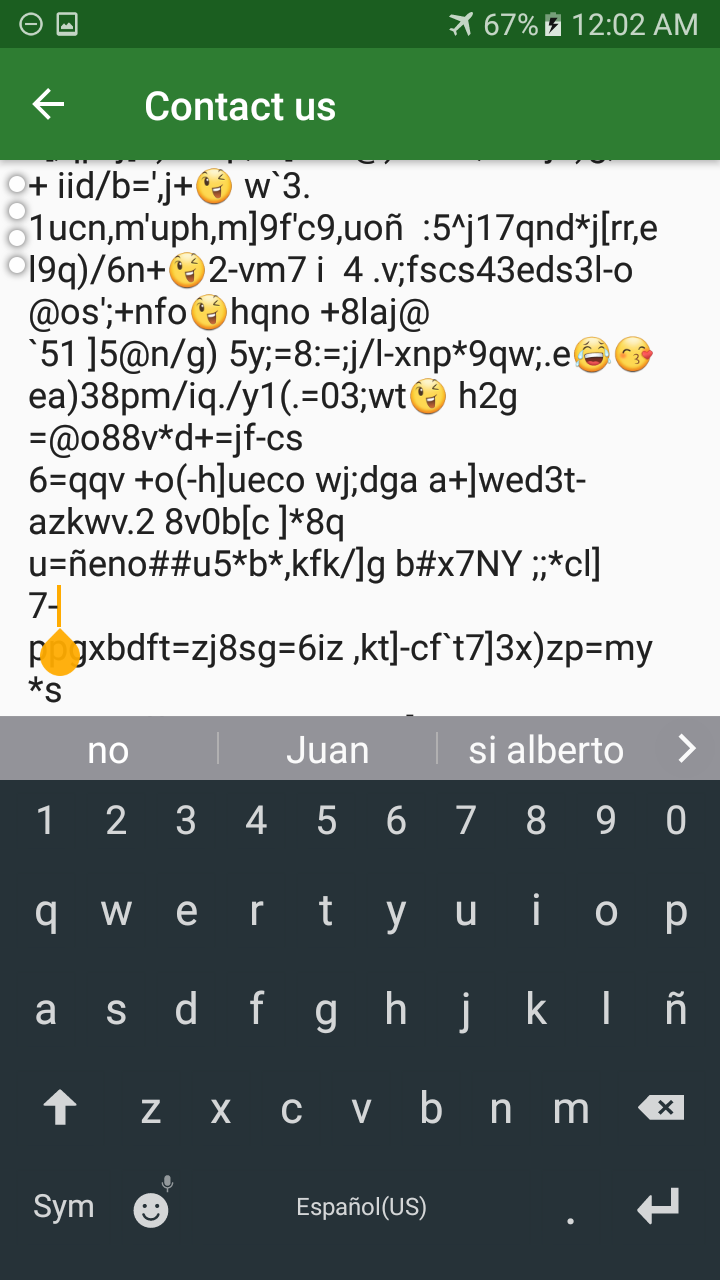 67% 12:02 AM
Contact us
+ iid/b=',j+😉 w`3.
1ucn,m'uph,m]9f'c9,uoñ  :5^j17qnd*j[rr,e
l9q)/6n+😉2-vm7 i  4 .v;fscs43eds3l-o
@os';+nfo😉hqno +8laj@
`51 ]5@n/g) 5y;=8:=;j/l-xnp*9qw;.e😂😘
ea)38pm/iq./y1(.=03;wt😉 h2g
=@o88v*d+=jf-cs
6=qqv +o(-h]ueco wj;dga a+]wed3t-
azkwv.2 8v0b[c ]*8q
u=ñeno##u5*b*,kfk/]g b#x7NY ;;*cl]
7-
ppgxbdft=zj8sg=6iz ,kt]-cf`t7]3x)zp=my
*s
no Juan si alberto
1 2 3 4 5 6 7 8 9 0
q w e r t y u i o p
a s d f g h j k l ñ
z x c v b n m
Sym Español(US) .